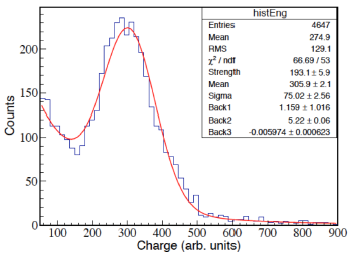 histEng
Entries 4647
Mean 274.9
RMS 129.1
χ² / ndf 66.69 / 53
Strength 193.1 ± 5.9
Mean 305.9 ± 2.1
Sigma 75.02 ± 2.56
Back1 1.159 ± 1.016
Back2 5.22 ± 0.06
Back3 -0.005974 ± 0.000623
Counts
200
150
100
50
0
100 200 300 400 500 600 700 800 900
Charge (arb. units)